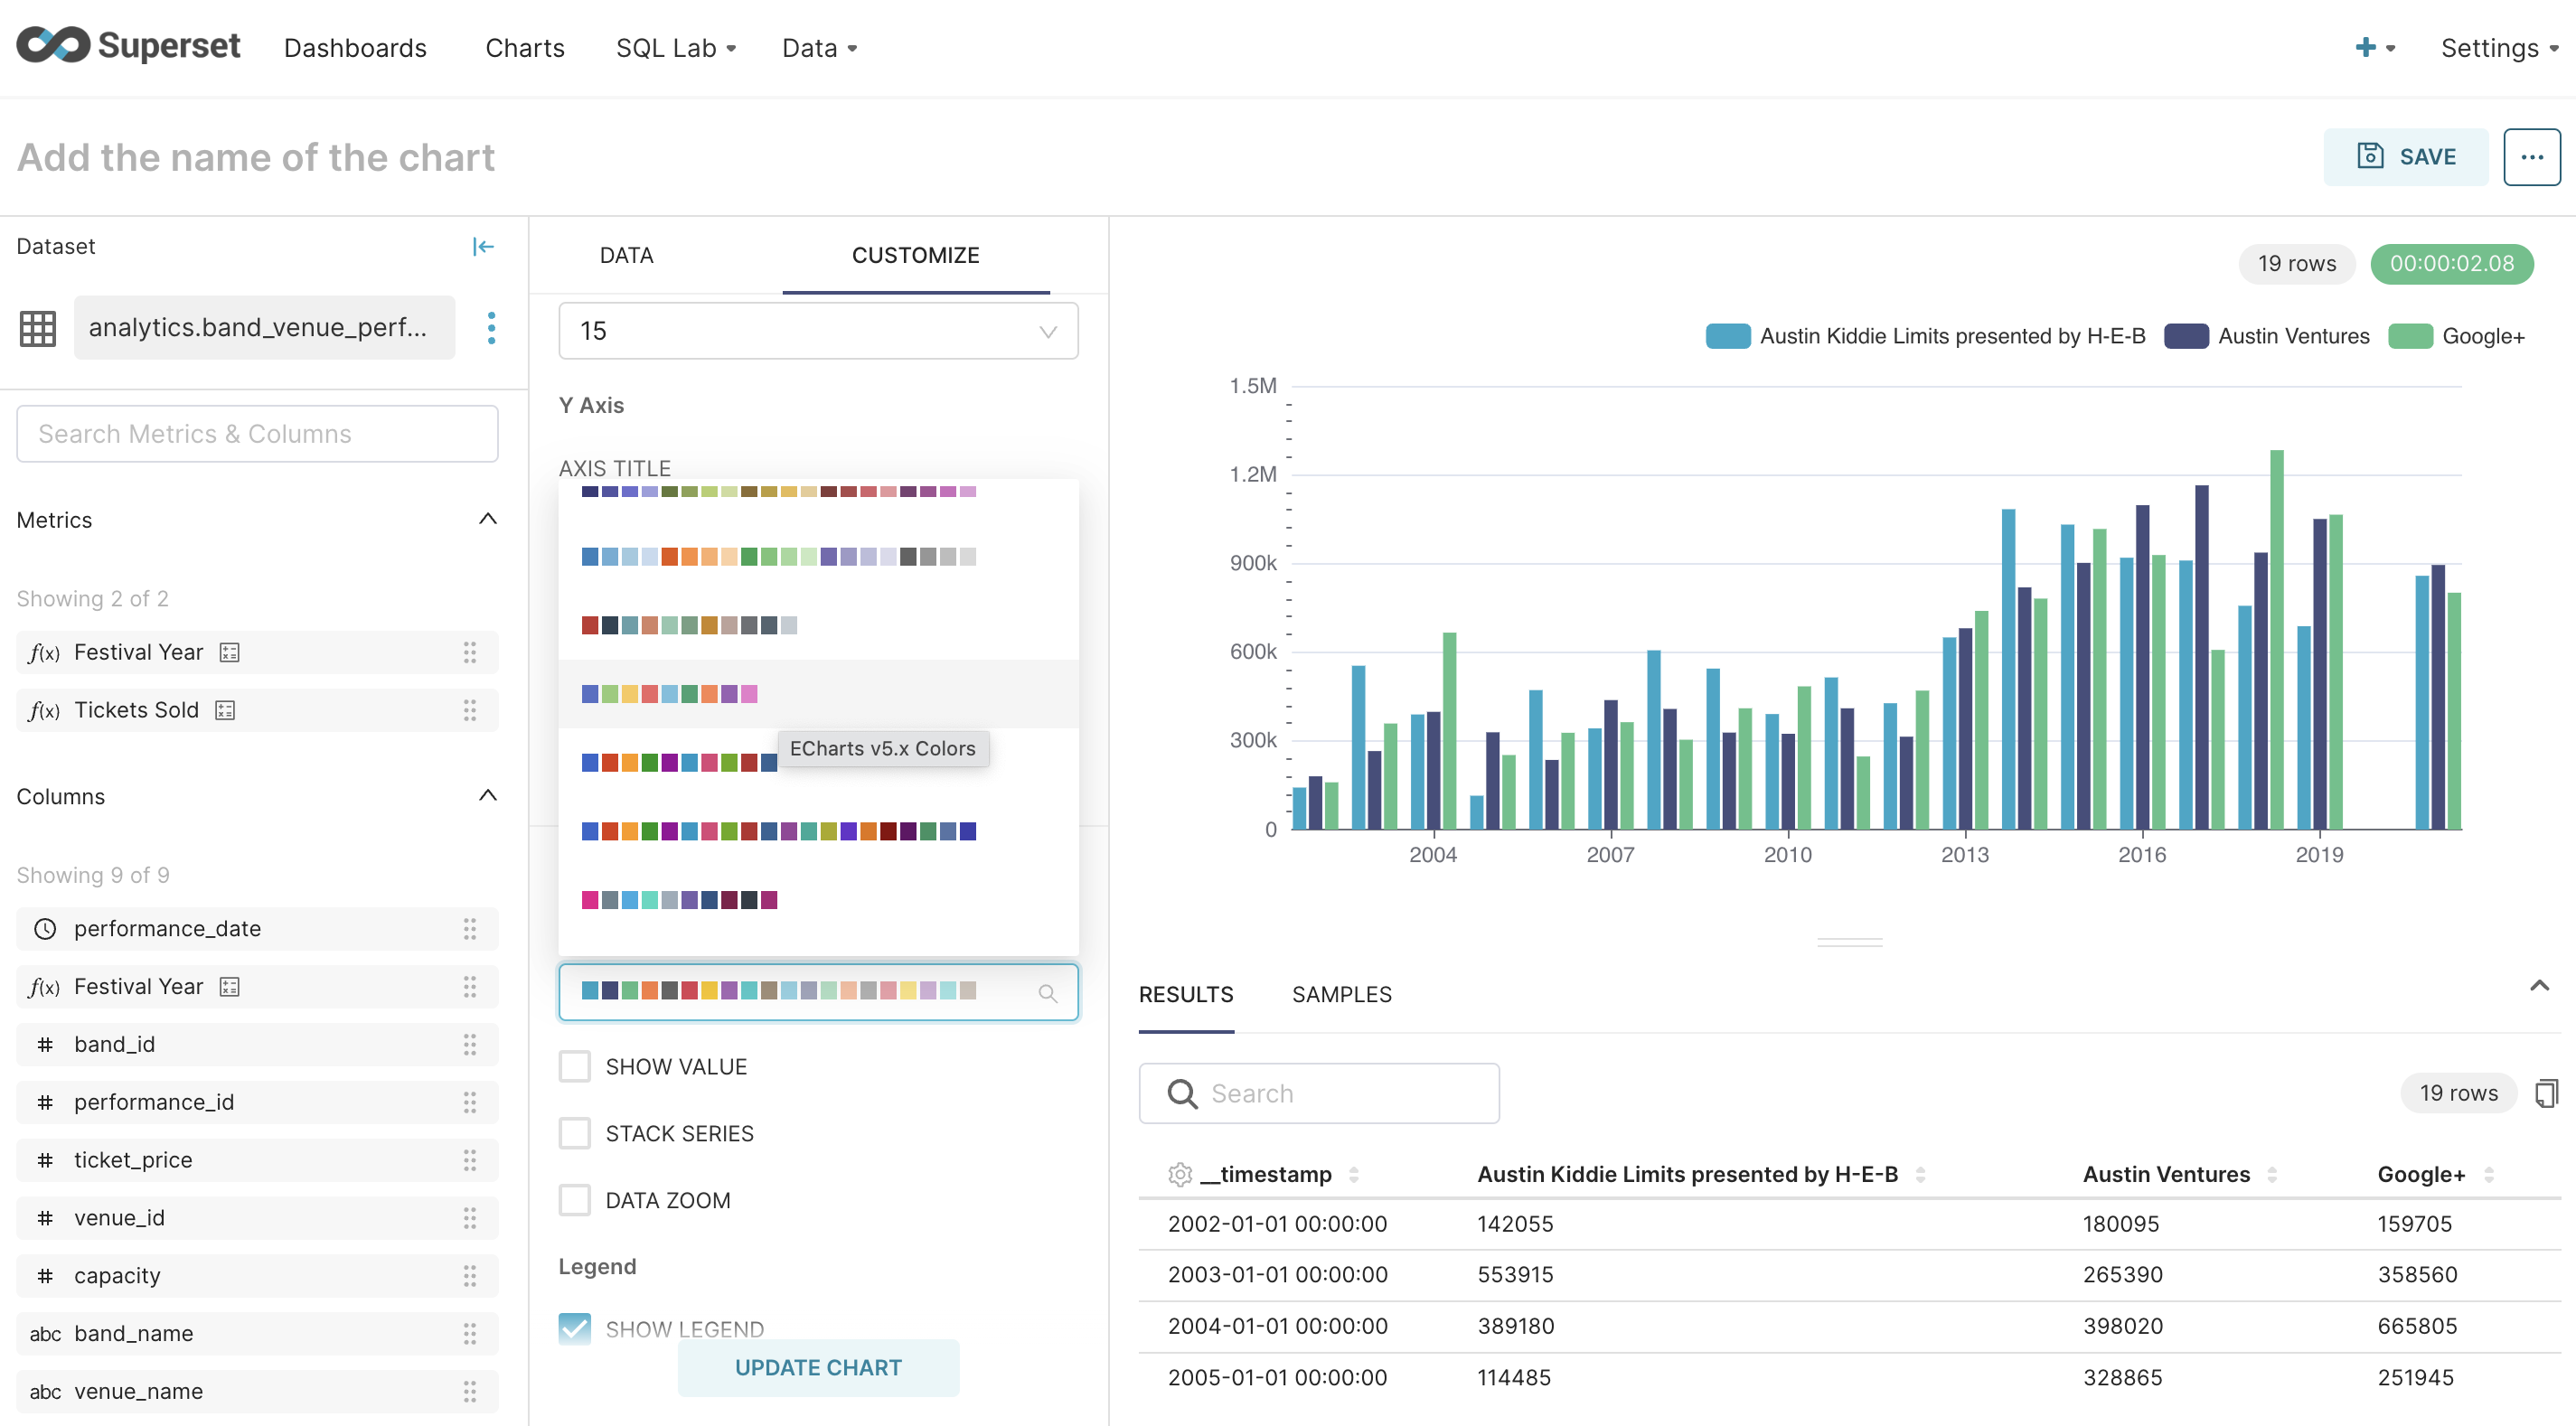 Superset Dashboards Charts SQL Lab Data Settings
Add the name of the chart
SAVE
Dataset
analytics.band_venue_perf...
Search Metrics & Columns
Metrics
Showing 2 of 2
f(x) Festival Year
f(x) Tickets Sold
Columns
Showing 9 of 9
performance_date
f(x) Festival Year
# band_id
# performance_id
# ticket_price
# venue_id
# capacity
abc band_name
abc venue_name
DATA CUSTOMIZE
15
Y Axis
AXIS TITLE
ECharts v5.x Colors
SHOW VALUE
STACK SERIES
DATA ZOOM
Legend
SHOW LEGEND
UPDATE CHART
19 rows 00:00:02.08
Austin Kiddie Limits presented by H-E-B Austin Ventures Google+
1.5M
1.2M
900k
600k
300k
0
2004 2007 2010 2013 2016 2019
RESULTS SAMPLES
Search
19 rows
__timestamp Austin Kiddie Limits presented by H-E-B Austin Ventures Google+
2002-01-01 00:00:00 142055 180095 159705
2003-01-01 00:00:00 553915 265390 358560
2004-01-01 00:00:00 389180 398020 665805
2005-01-01 00:00:00 114485 328865 251945